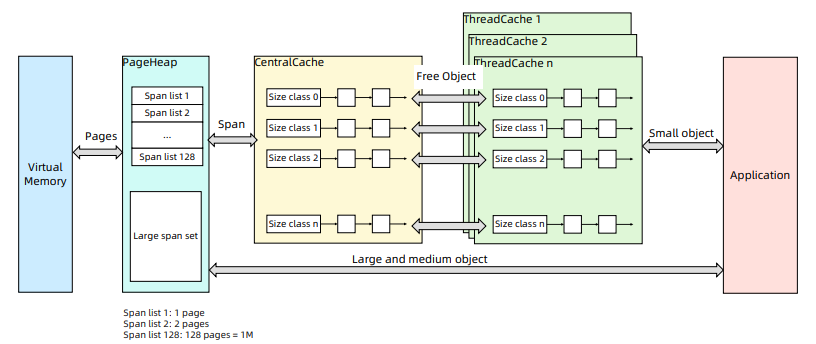 ThreadCache 1
ThreadCache 2
ThreadCache n
PageHeap
CentralCache
Free Object
Span list 1
Span list 2
...
Span list 128
Large span set
Pages
Span
Virtual
Memory
Size class 0
Size class 1
Size class 2
Size class n
Size class 0
Size class 1
Size class 2
Size class n
Small object
Application
Large and medium object
Span list 1: 1 page
Span list 2: 2 pages
Span list 128: 128 pages = 1M